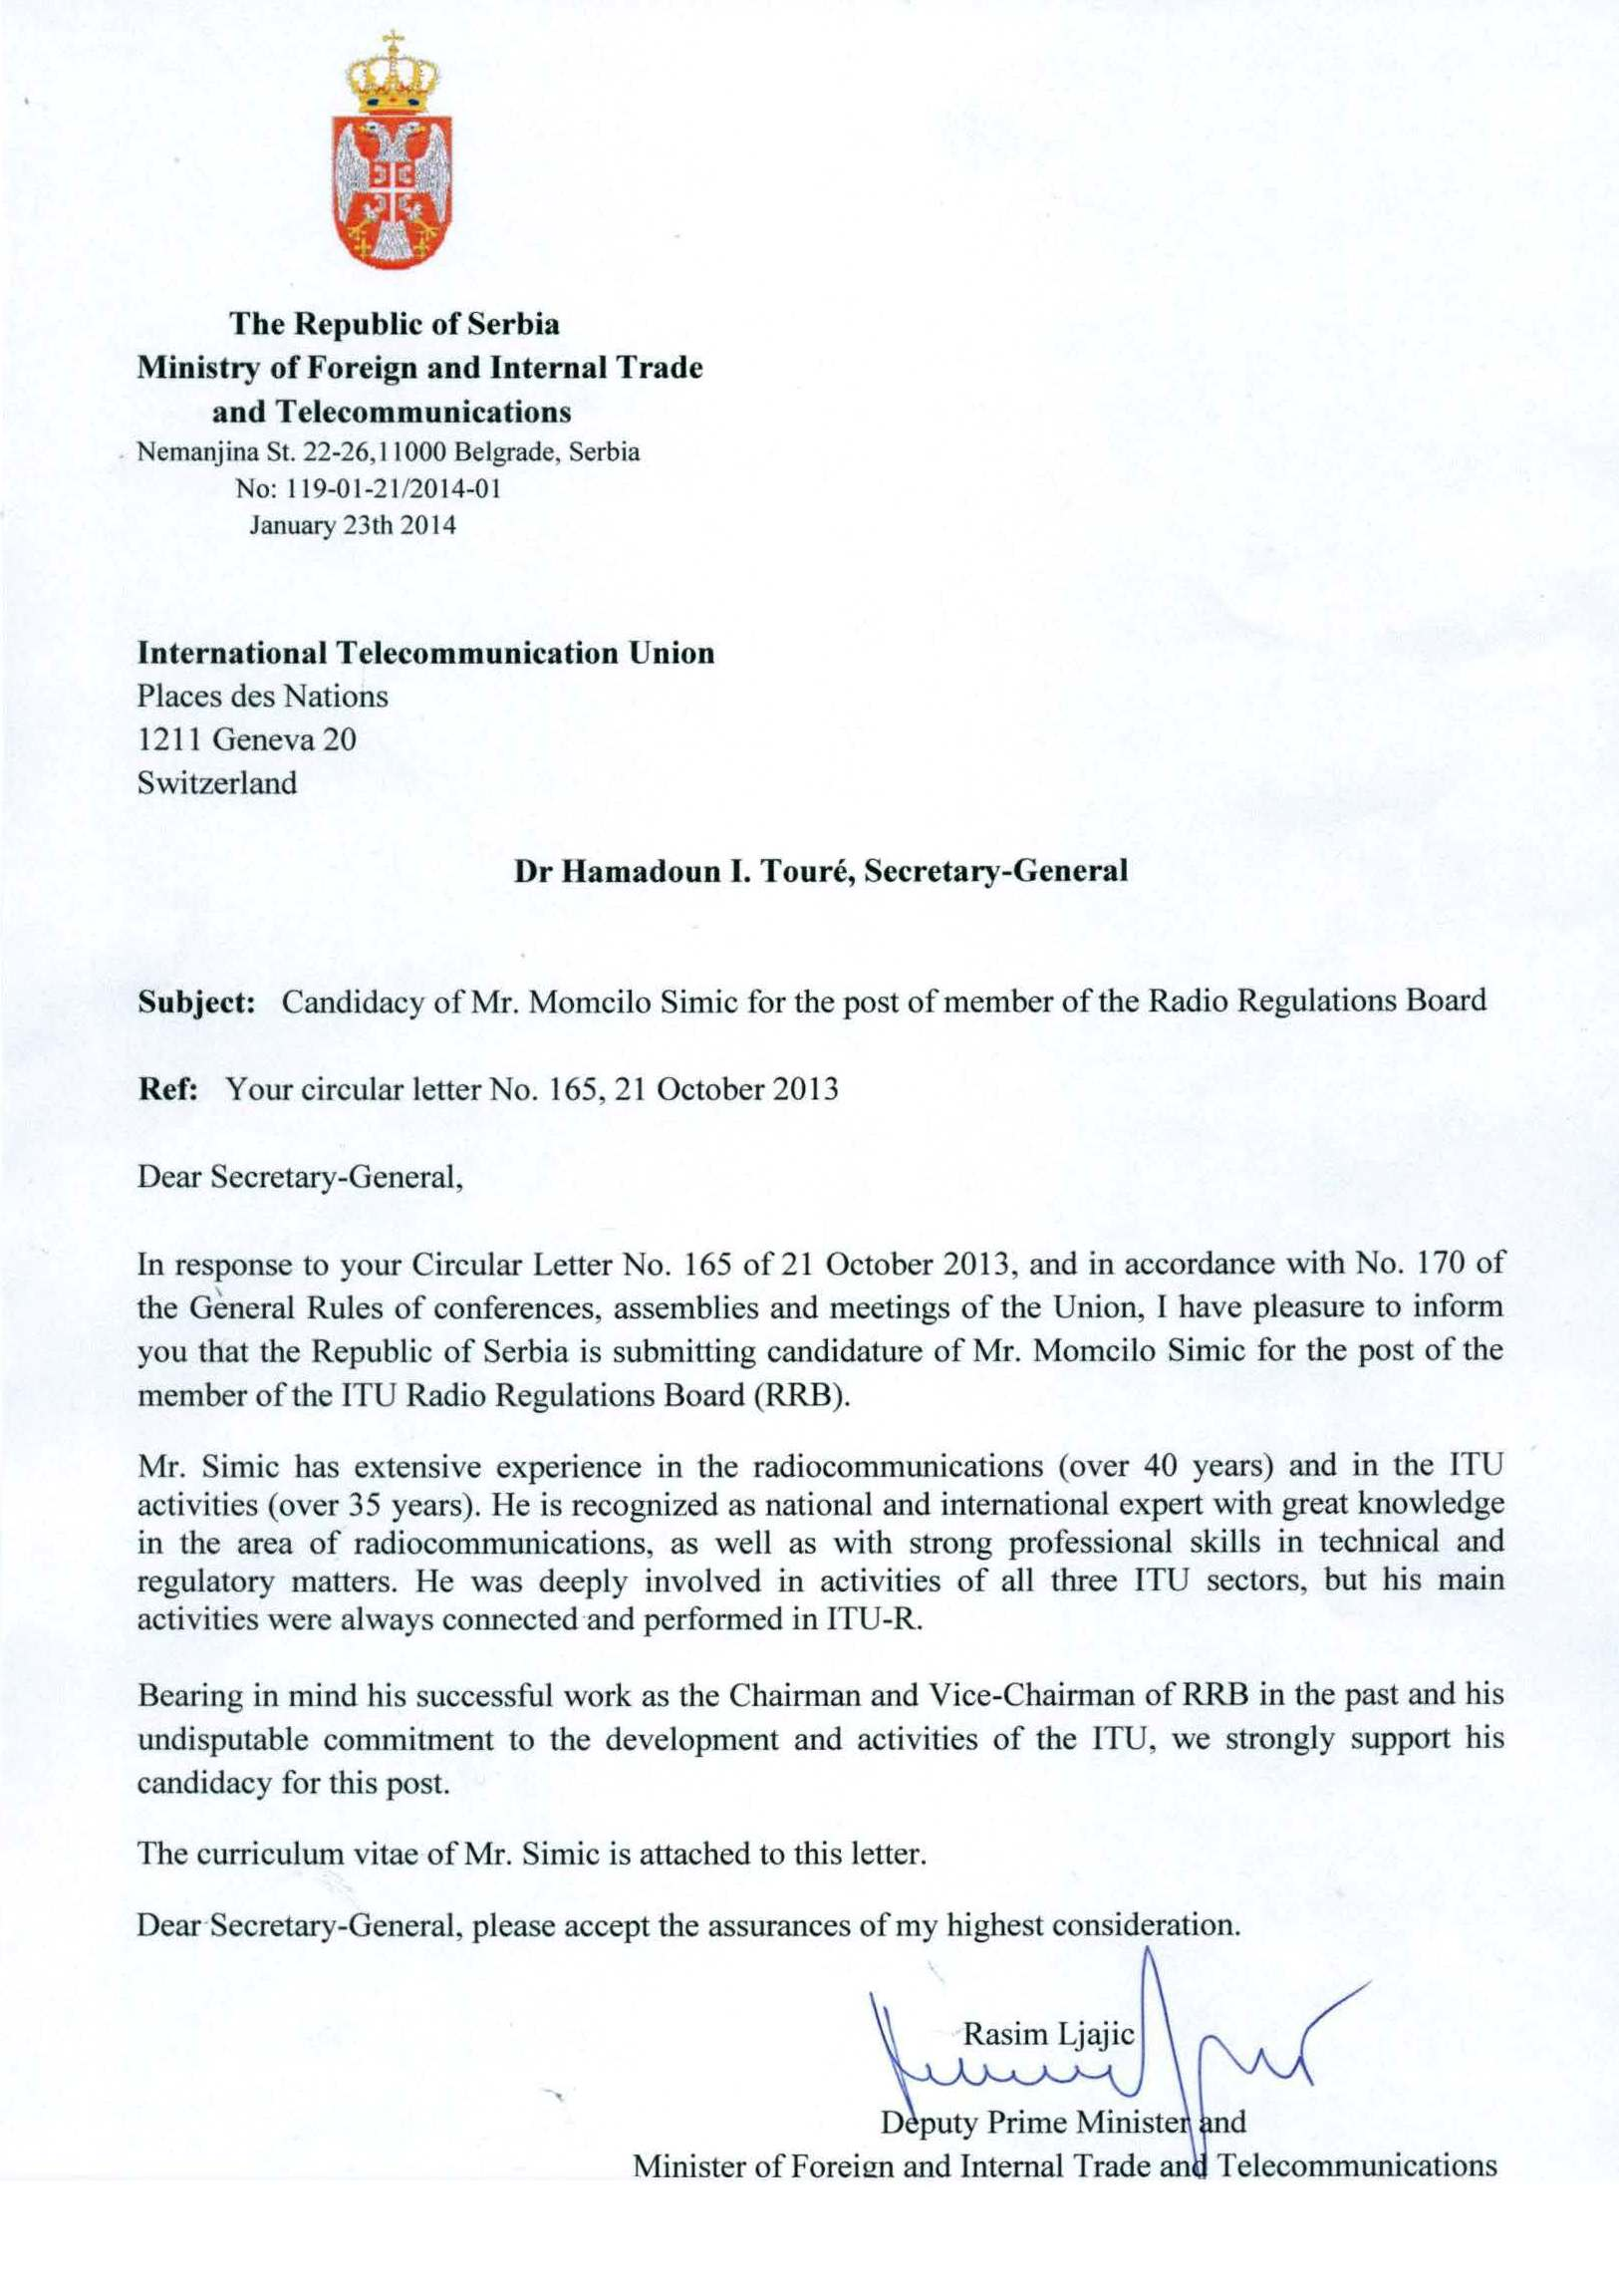 The Republic of Serbia
Ministry of Foreign and Internal Trade
and Telecommunications
Nemanjina St. 22-26,11000 Belgrade, Serbia
No: 119-01-21/2014-01
January 23th 2014
International Telecommunication Union
Places des Nations
1211 Geneva 20
Switzerland
Dr Hamadoun I. Touré, Secretary-General
Subject: Candidacy of Mr. Momcilo Simic for the post of member of the Radio Regulations Board
Ref: Your circular letter No. 165, 21 October 2013
Dear Secretary-General,
In response to your Circular Letter No. 165 of 21 October 2013, and in accordance with No. 170 of
the General Rules of conferences, assemblies and meetings of the Union, I have pleasure to inform
you that the Republic of Serbia is submitting candidature of Mr. Momcilo Simic for the post of the
member of the ITU Radio Regulations Board (RRB).
Mr. Simic has extensive experience in the radiocommunications (over 40 years) and in the ITU
activities (over 35 years). He is recognized as national and international expert with great knowledge
in the area of radiocommunications, as well as with strong professional skills in technical and
regulatory matters. He was deeply involved in activities of all three ITU sectors, but his main
activities were always connected and performed in ITU-R.
Bearing in mind his successful work as the Chairman and Vice-Chairman of RRB in the past and his
undisputable commitment to the development and activities of the ITU, we strongly support his
candidacy for this post.
The curriculum vitae of Mr. Simic is attached to this letter.
Dear Secretary-General, please accept the assurances of my highest consideration.
Rasim Ljajic
Deputy Prime Minister and
Minister of Foreign and Internal Trade and Telecommunications